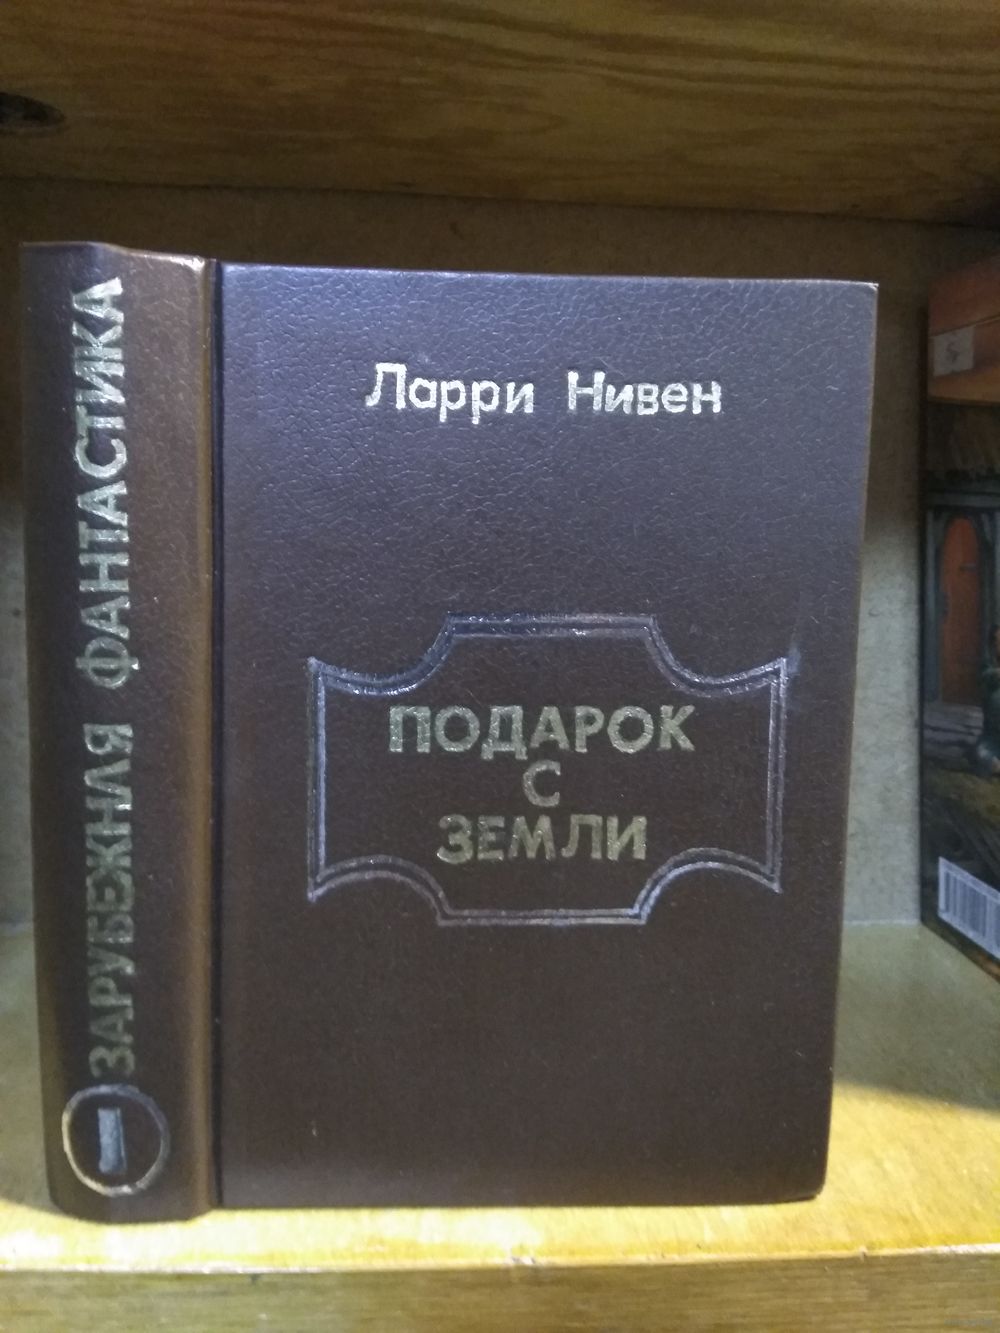 ЗАРУБЕЖНАЯ ФАНТАСТИКА
Ларри Нивен
ПОДАРОК
С
ЗЕМЛИ